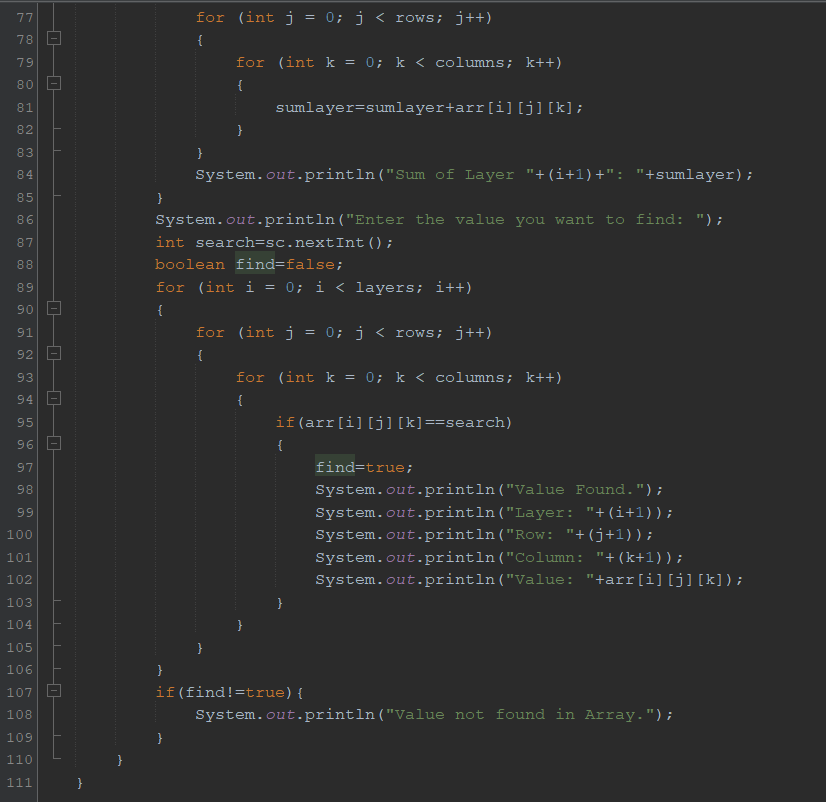 77 for (int j = 0; j < rows; j++)
78 {
79 for (int k = 0; k < columns; k++)
80 {
81 sumlayer=sumlayer+arr[i][j][k];
82 }
83 }
84 System.out.println("Sum of Layer "+(i+1)+": "+sumlayer);
85 }
86 System.out.println("Enter the value you want to find: ");
87 int search=sc.nextInt();
88 boolean find=false;
89 for (int i = 0; i < layers; i++)
90 {
91 for (int j = 0; j < rows; j++)
92 {
93 for (int k = 0; k < columns; k++)
94 {
95 if(arr[i][j][k]==search)
96 {
97 find=true;
98 System.out.println("Value Found.");
99 System.out.println("Layer: "+(i+1));
100 System.out.println("Row: "+(j+1));
101 System.out.println("Column: "+(k+1));
102 System.out.println("Value: "+arr[i][j][k]);
103 }
104 }
105 }
106 }
107 if(find!=true){
108 System.out.println("Value not found in Array.");
109 }
110 }
111 }